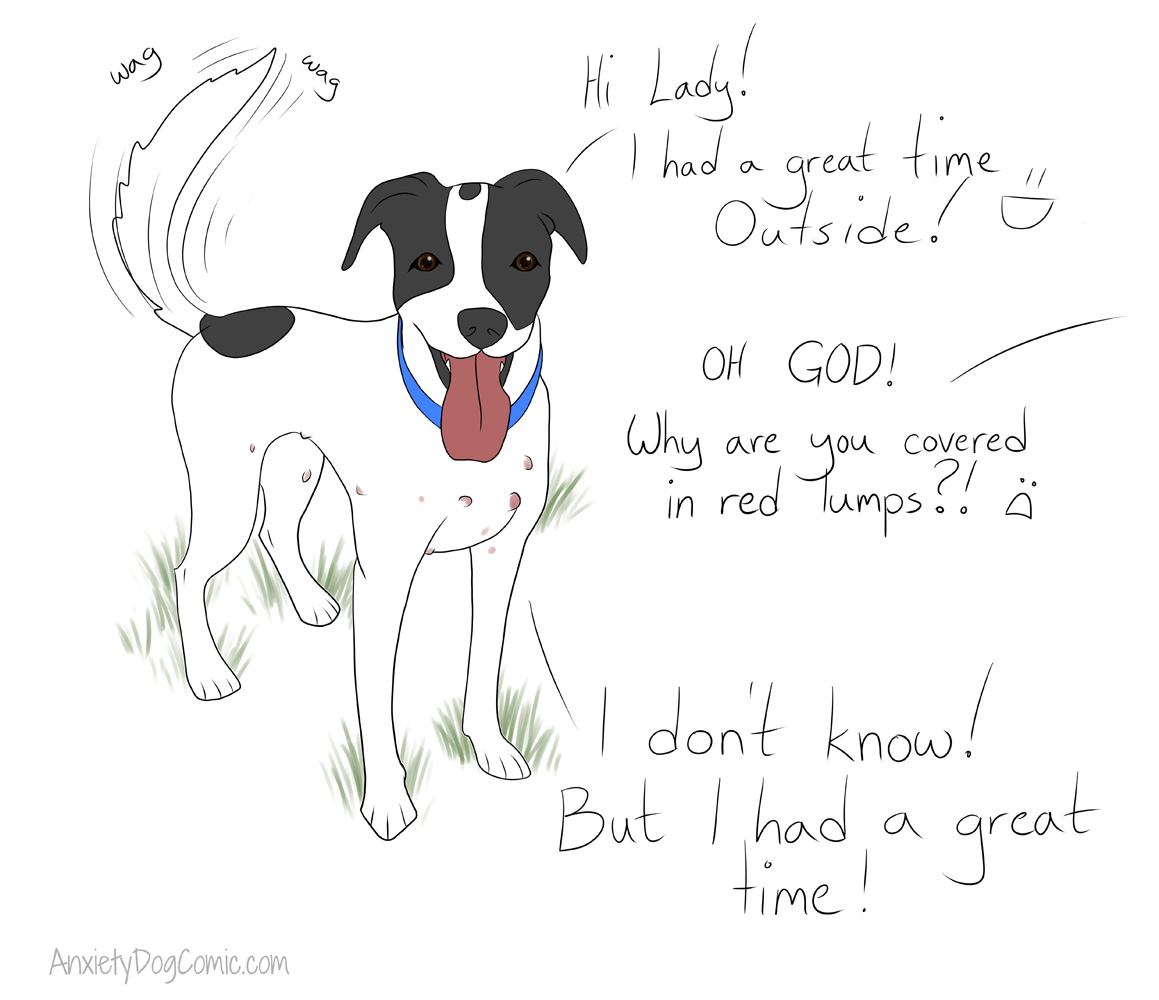 wag
wag
Hi Lady!
I had a great time
Outside!
OH GOD!
Why are you covered
in red lumps?!
I don't know!
But I had a great
time!
AnxietyDogComic.com